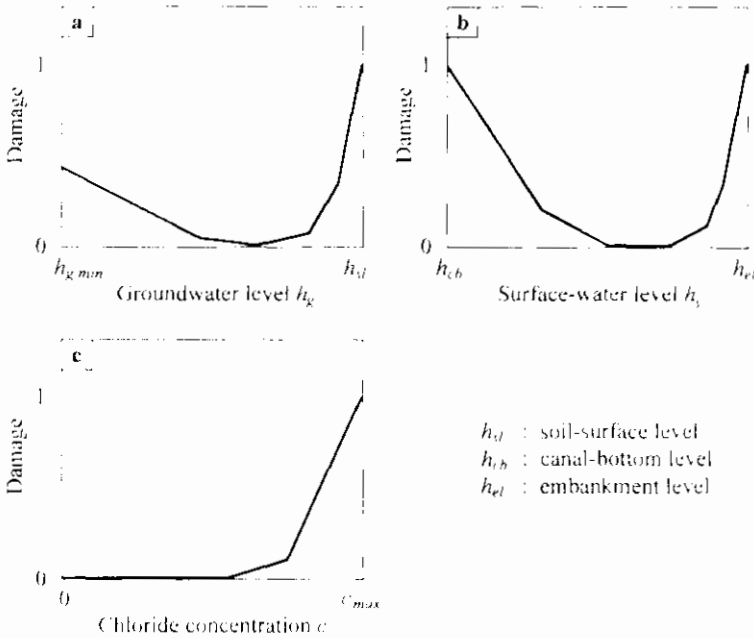 a
1
Damage
0
h_g min
h_sl
Groundwater level h_g
b
1
Damage
0
h_cb
h_el
Surface-water level h_s
c
1
Damage
0
0
c_max
Chloride concentration c
h_sl : soil-surface level
h_cb : canal-bottom level
h_el : embankment level